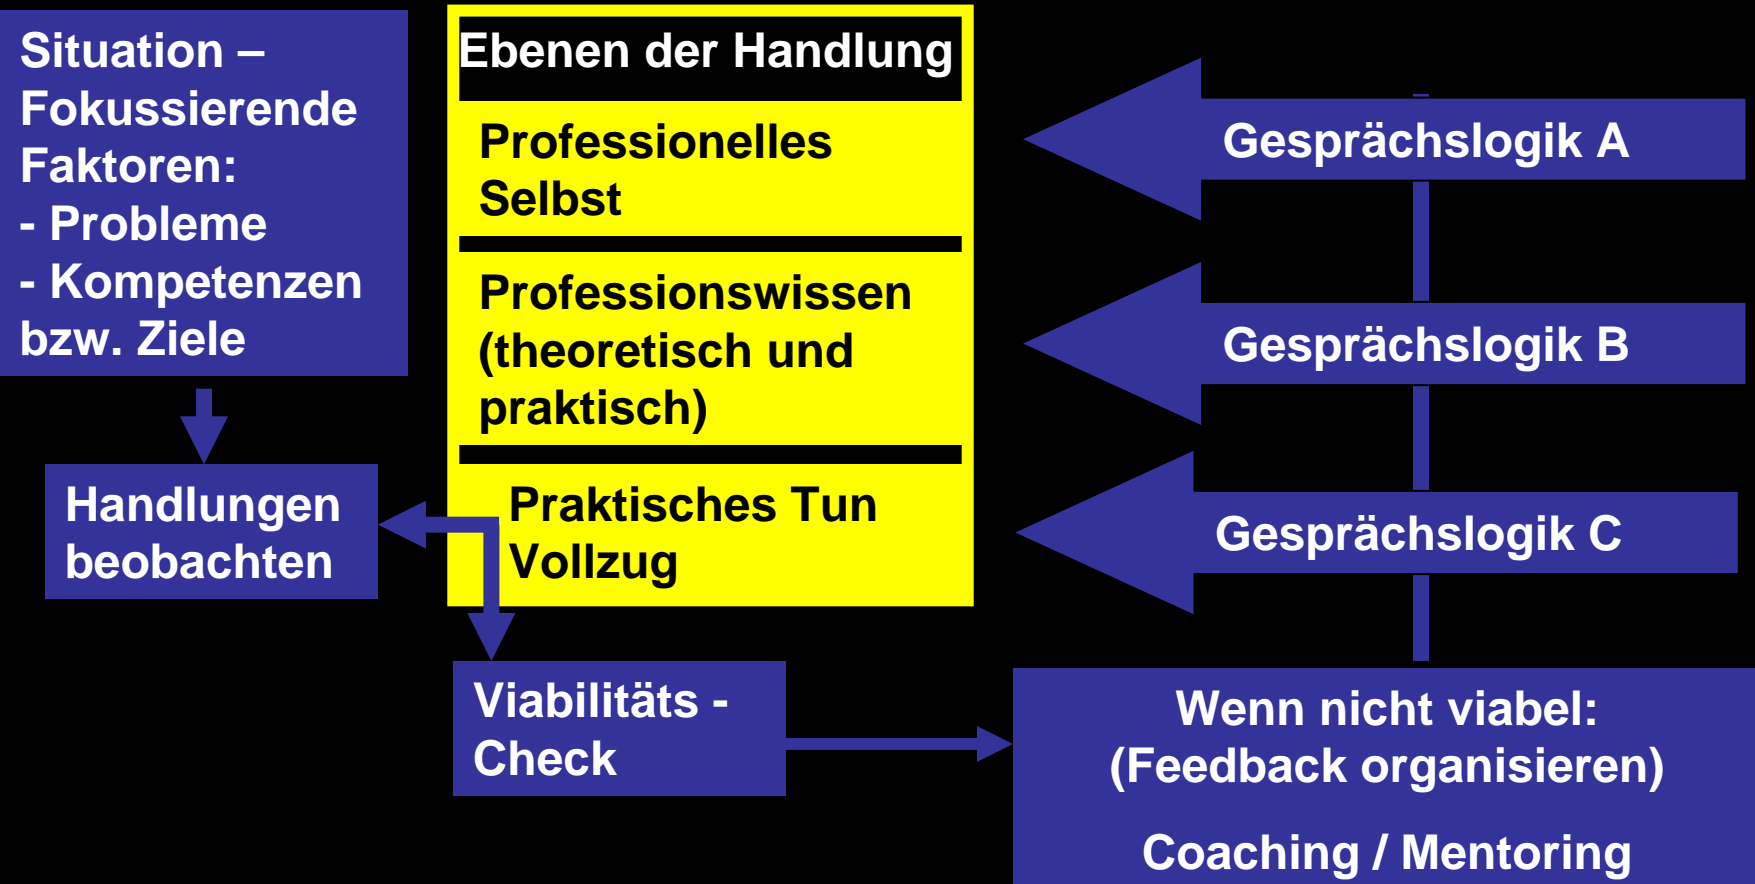 Situation –
Fokussierende
Faktoren:
- Probleme
- Kompetenzen
bzw. Ziele
Handlungen
beobachten
Ebenen der Handlung
Professionelles
Selbst
Professionswissen
(theoretisch und
praktisch)
Praktisches Tun
Vollzug
Viabilitäts -
Check
Gesprächslogik A
Gesprächslogik B
Gesprächslogik C
Wenn nicht viabel:
(Feedback organisieren)
Coaching / Mentoring